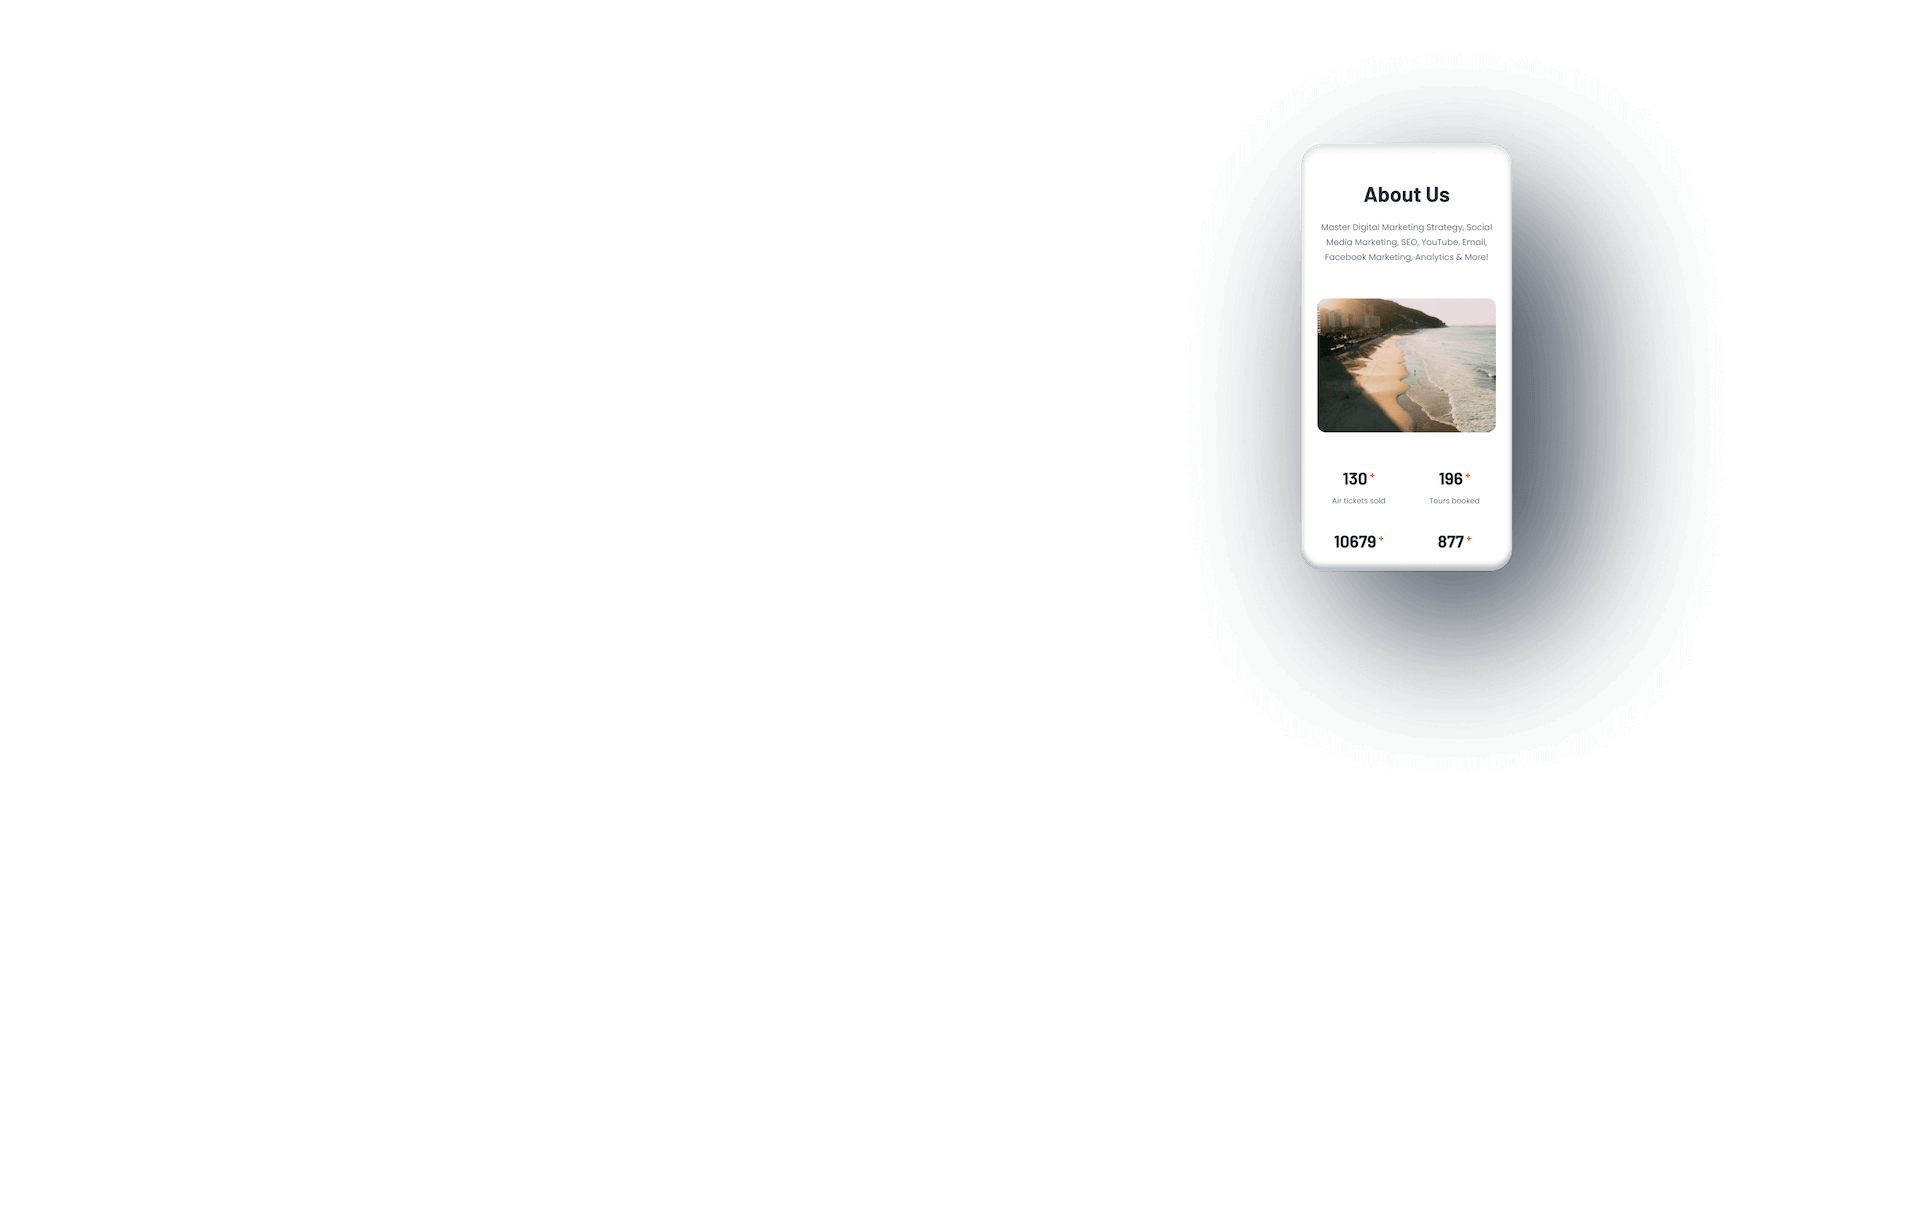 About Us
Master Digital Marketing Strategy, Social
Media Marketing, SEO, YouTube, Email,
Facebook Marketing, Analytics & More!
130 +
196 +
Air tickets sold
Tours booked
10679 +
877 +